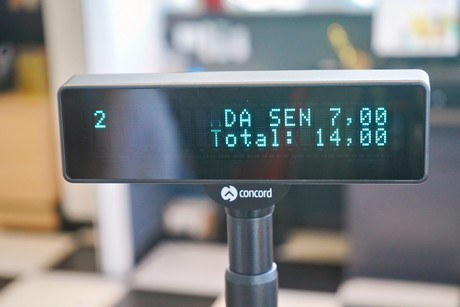 2 DA SEN 7,00
Total: 14,00
concord